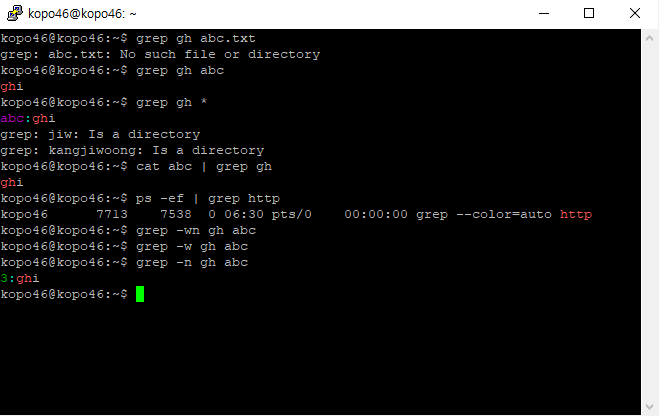 kopo46@kopo46: ~
kopo46@kopo46:~$ grep gh abc.txt
grep: abc.txt: No such file or directory
kopo46@kopo46:~$ grep gh abc
ghi
kopo46@kopo46:~$ grep gh *
abc:ghi
grep: jiw: Is a directory
grep: kangjiwoong: Is a directory
kopo46@kopo46:~$ cat abc | grep gh
ghi
kopo46@kopo46:~$ ps -ef | grep http
kopo46      7713    7538  0 06:30 pts/0    00:00:00 grep --color=auto http
kopo46@kopo46:~$ grep -wn gh abc
kopo46@kopo46:~$ grep -w gh abc
kopo46@kopo46:~$ grep -n gh abc
3:ghi
kopo46@kopo46:~$